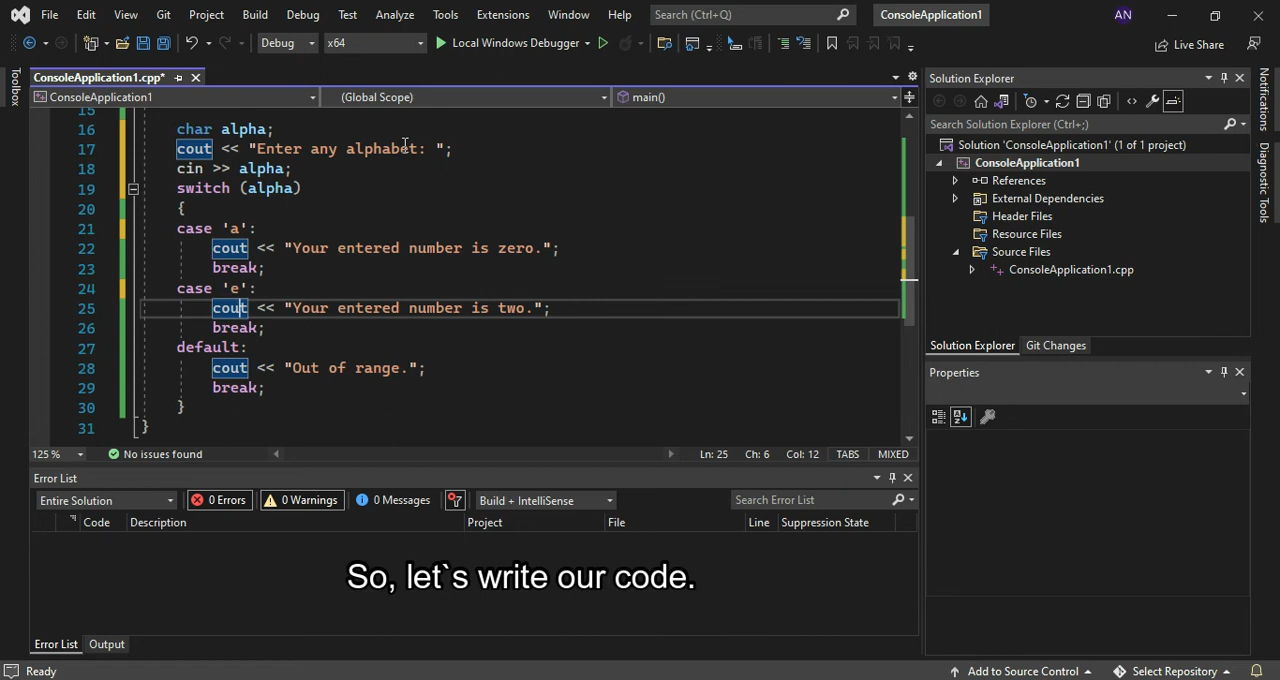 File Edit View Git Project Build Debug Test Analyze Tools Extensions Window Help Search (Ctrl+Q) ConsoleApplication1 AN
Debug x64 Local Windows Debugger Live Share
Toolbox
ConsoleApplication1.cpp*
ConsoleApplication1 (Global Scope) main()
15
16 char alpha;
17 cout << "Enter any alphabet: ";
18 cin >> alpha;
19 switch (alpha)
20 {
21 case 'a':
22 cout << "Your entered number is zero.";
23 break;
24 case 'e':
25 cout << "Your entered number is two.";
26 break;
27 default:
28 cout << "Out of range.";
29 break;
30 }
31 }
125 % No issues found Ln: 25 Ch: 6 Col: 12 TABS MIXED
Error List
Entire Solution 0 Errors 0 Warnings 0 Messages Build + IntelliSense Search Error List
Code Description Project File Line Suppression State
So, let`s write our code.
Error List Output
Solution Explorer
Search Solution Explorer (Ctrl+;)
Solution 'ConsoleApplication1' (1 of 1 project)
ConsoleApplication1
References
External Dependencies
Header Files
Resource Files
Source Files
ConsoleApplication1.cpp
Solution Explorer Git Changes
Properties
Notifications
Diagnostic Tools
Ready Add to Source Control Select Repository